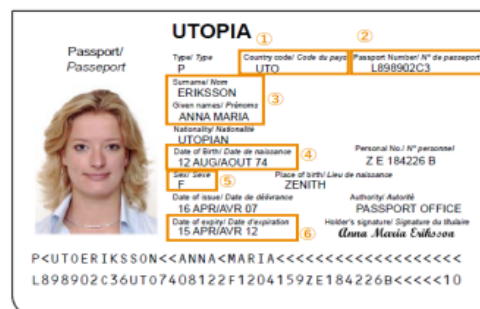 UTOPIA
① ②
Passport/
Passeport
Type/ Type Country code/ Code du pays Passport Number/ N° de passeport
P UTO L898902C3
Surname/ Nom
ERIKSSON
③
Given names/ Prénoms
ANNA MARIA
Nationality/ Nationalité
UTOPIAN
Date of Birth/ Date de naissance ④ Personal No./ N° personnel
12 AUG/AOUT 74 Z E 184226 B
Sex/ Sexe ⑤ Place of birth/ Lieu de naissance
F ZENITH
Date of issue/ Date de délivrance Authority/ Autorité
16 APR/AVR 07 PASSPORT OFFICE
Date of expiry/ Date d'expiration ⑥ Holder's signature/ Signature du titulaire
15 APR/AVR 12 Anna Maria Eriksson
P<UTOERIKSSON<<ANNA<MARIA<<<<<<<<<<<<<<<<<<<
L898902C36UTO7408122F1204159ZE184226B<<<<<10